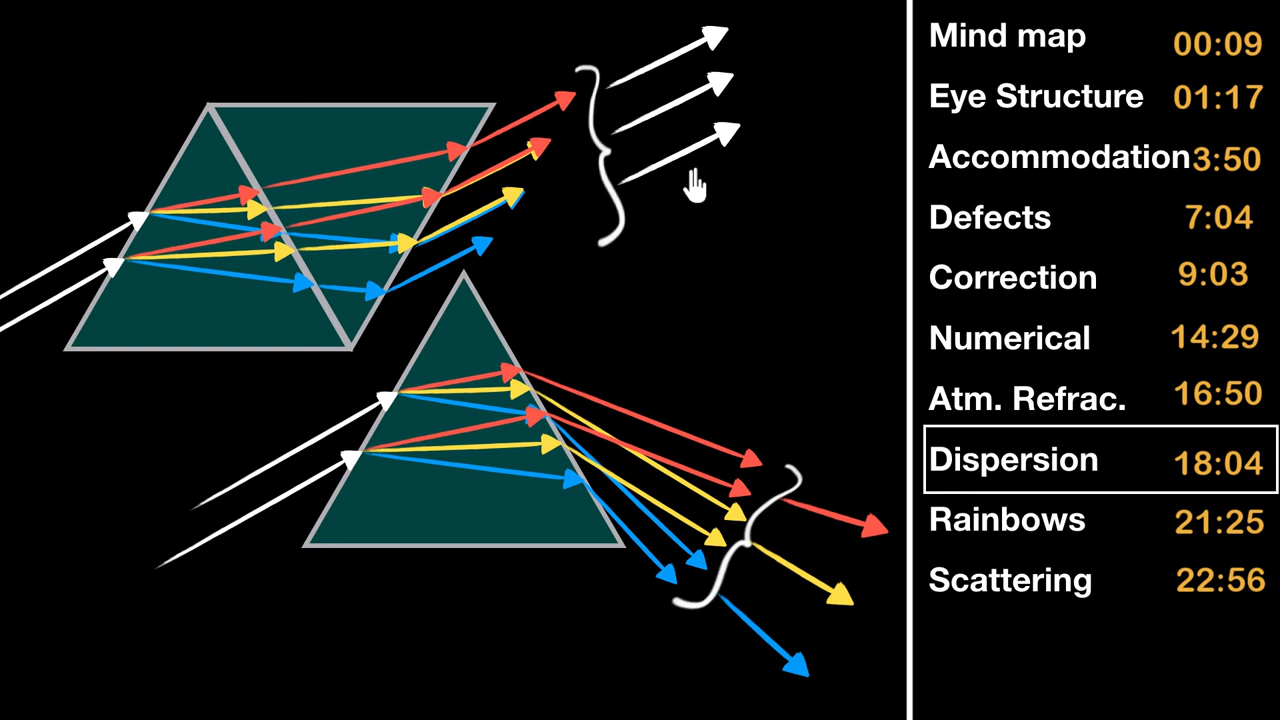 Mind map 00:09
Eye Structure 01:17
Accommodation 3:50
Defects 7:04
Correction 9:03
Numerical 14:29
Atm. Refrac. 16:50
Dispersion 18:04
Rainbows 21:25
Scattering 22:56